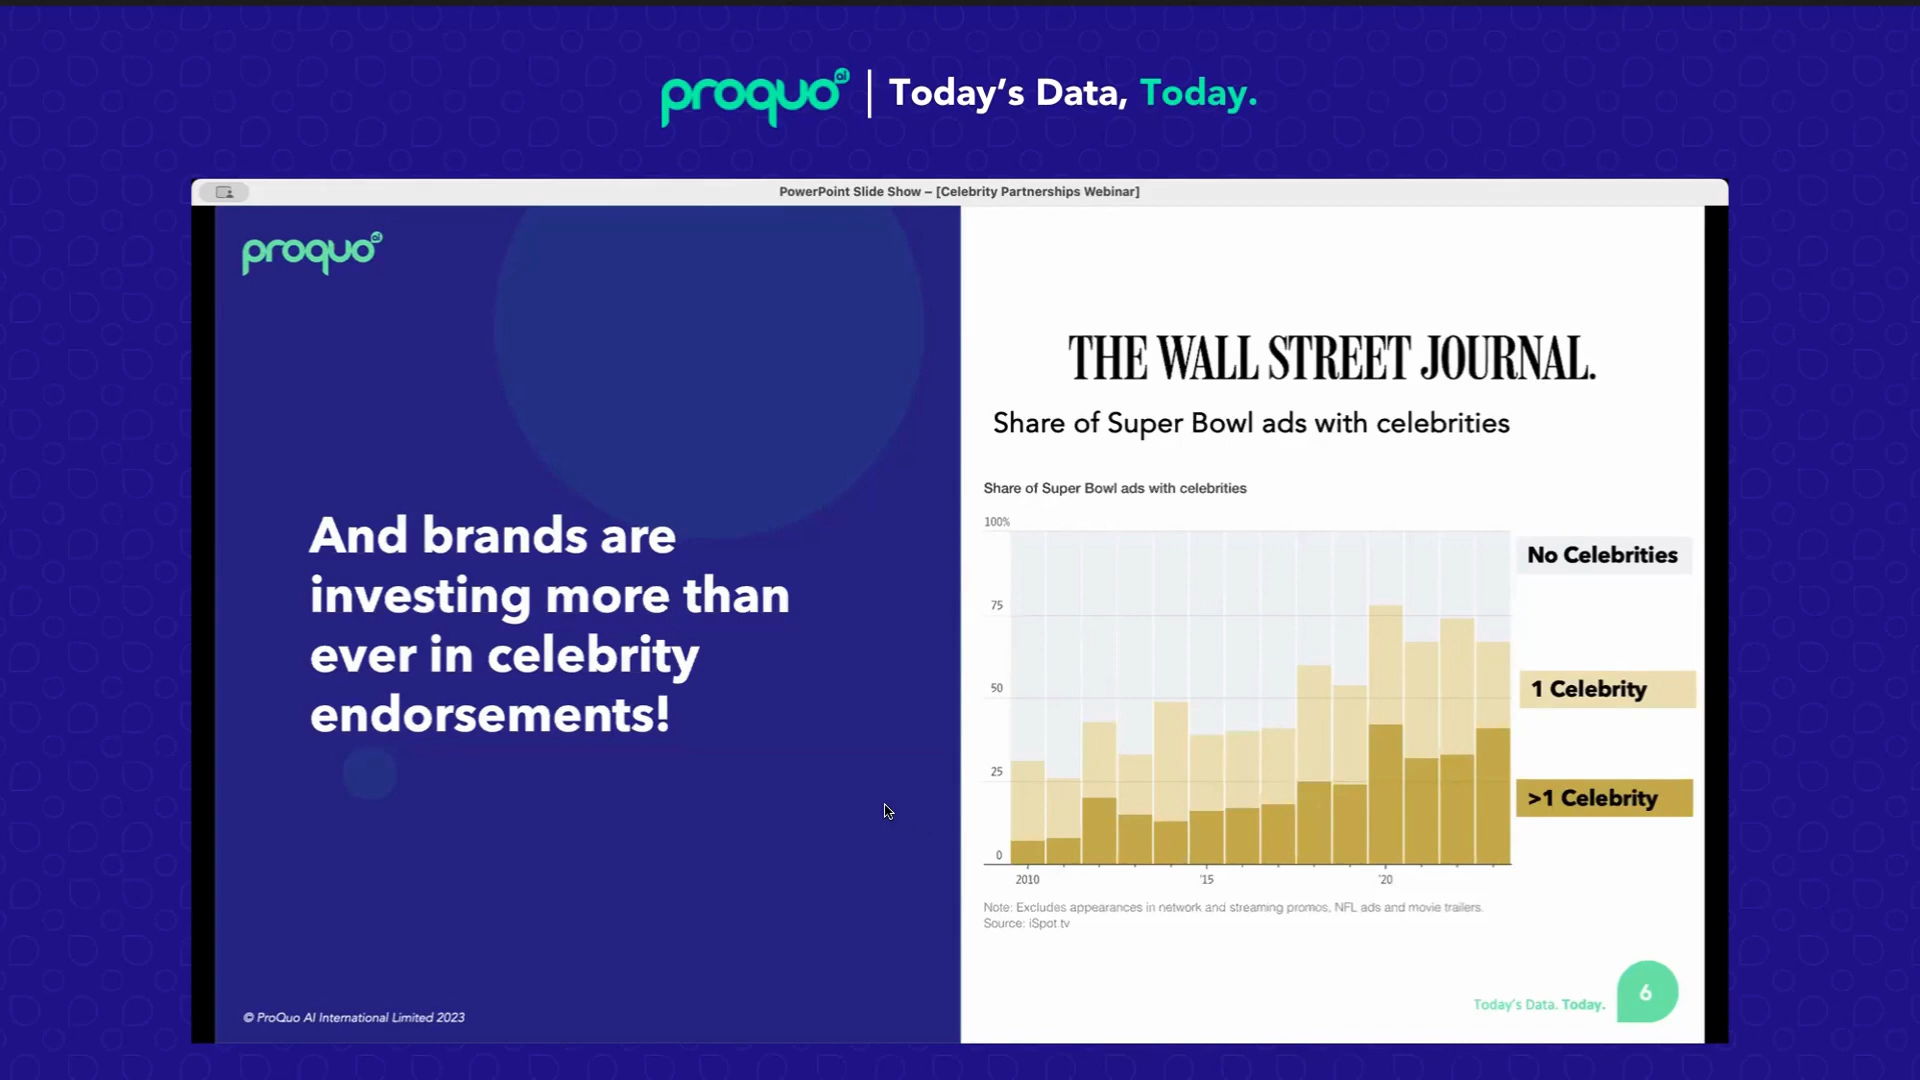 proquo ai | Today's Data, Today.
PowerPoint Slide Show – [Celebrity Partnerships Webinar]
proquo ai
And brands are
investing more than
ever in celebrity
endorsements!
© ProQuo AI International Limited 2023
THE WALL STREET JOURNAL.
Share of Super Bowl ads with celebrities
Share of Super Bowl ads with celebrities
100%
75
50
25
0
2010
'15
'20
No Celebrities
1 Celebrity
>1 Celebrity
Note: Excludes appearances in network and streaming promos, NFL ads and movie trailers.
Source: iSpot.tv
Today's Data. Today.
6